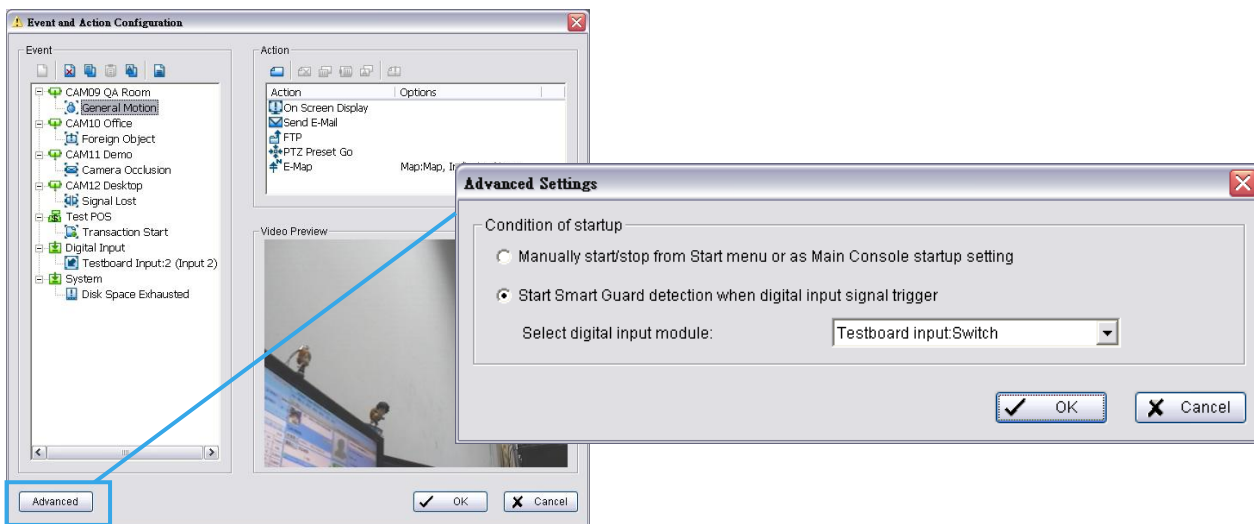 Event and Action Configuration
Event
CAM09 QA Room
General Motion
CAM10 Office
Foreign Object
CAM11 Demo
Camera Occlusion
CAM12 Desktop
Signal Lost
Test POS
Transaction Start
Digital Input
Testboard Input:2 (Input 2)
System
Disk Space Exhausted
Advanced
Action
Action Options
On Screen Display
Send E-Mail
FTP
PTZ Preset Go
E-Map Map:Map,
Video Preview
OK Cancel
Advanced Settings
Condition of startup
Manually start/stop from Start menu or as Main Console startup setting
Start Smart Guard detection when digital input signal trigger
Select digital input module: Testboard input:Switch
OK Cancel